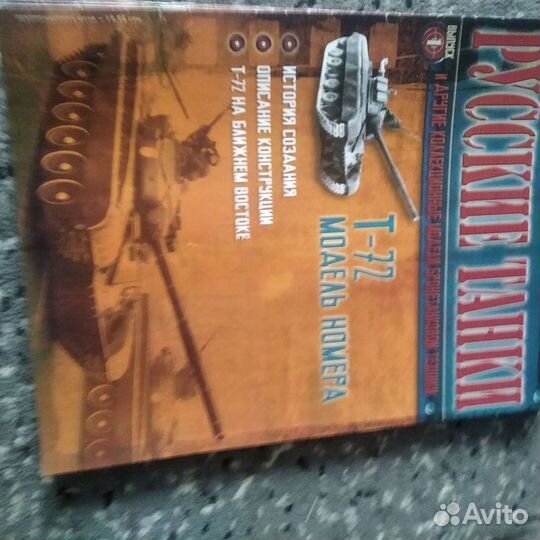 ВЫПУСК
1
РУССКИЕ ТАНКИ
И ДРУГИЕ КОЛЛЕКЦИОННЫЕ МОДЕЛИ БРОНЕТАНКОВОЙ ТЕХНИКИ
Т-72
МОДЕЛЬ НОМЕРА
ИСТОРИЯ СОЗДАНИЯ
ОПИСАНИЕ КОНСТРУКЦИИ
Т-72 НА БЛИЖНЕМ ВОСТОКЕ
Avito